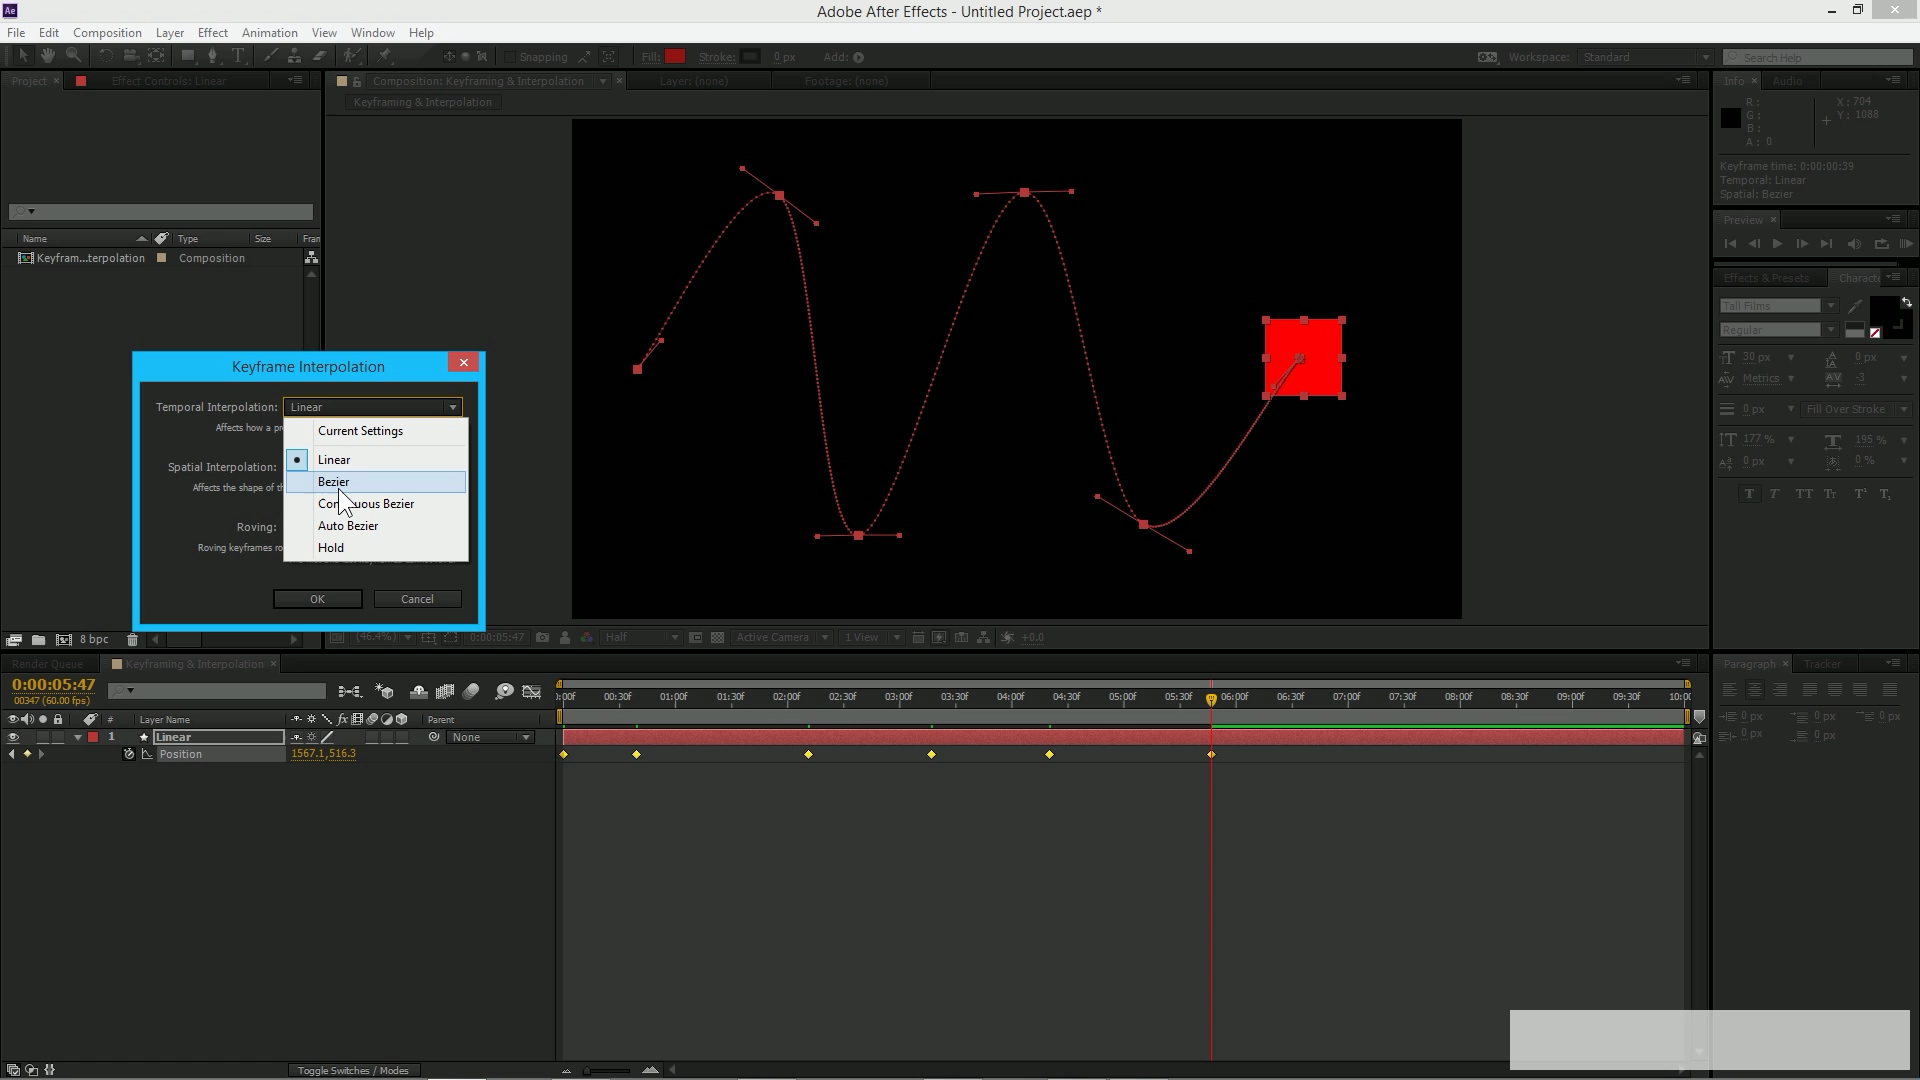 Ae
Adobe After Effects - Untitled Project.aep *
File Edit Composition Layer Effect Animation View Window Help
Snapping Fill: Stroke: 0 px Add: Workspace: Standard Search Help
Project × Effect Controls: Linear Composition: Keyframing & Interpolation × Layer: (none) Footage: (none) Info × Audio
Keyframing & Interpolation
R:
G:
B:
A: 0
X: 704
Y: 1088
Keyframe time: 0:00:00:39
Temporal: Linear
Spatial: Bezier
Preview ×
Name Type Size Fran
Keyfram...terpolation Composition
Effects & Presets Characte
Tall Films
Regular
30 px 0 px
Metrics -3
0 px Fill Over Stroke
177 % 195 %
0 px 0 %
T T TT Tt T¹ T₁
Keyframe Interpolation
Temporal Interpolation: Linear
Affects how a pr
Current Settings
Linear
Spatial Interpolation:
Bezier
Affects the shape of th
Auto Bezier
Roving:
Roving keyframes ro
Hold
OK Cancel
8 bpc (46.4%) 0:00:05:47 Half Active Camera 1 View +0.0
Render Queue Keyframing & Interpolation × Paragraph × Tracker
0:00:05:47
00347 (60.00 fps)
:00f 00:30f 01:00f 01:30f 02:00f 02:30f 03:00f 03:30f 04:00f 04:30f 05:00f 05:30f 06:00f 06:30f 07:00f 07:30f 08:00f 08:30f 09:00f 09:30f 10:00
# Layer Name fx Parent
1 Linear None
Position 1567.1,516.3
0 px 0 px 0 px
0 px 0 px
Toggle Switches / Modes